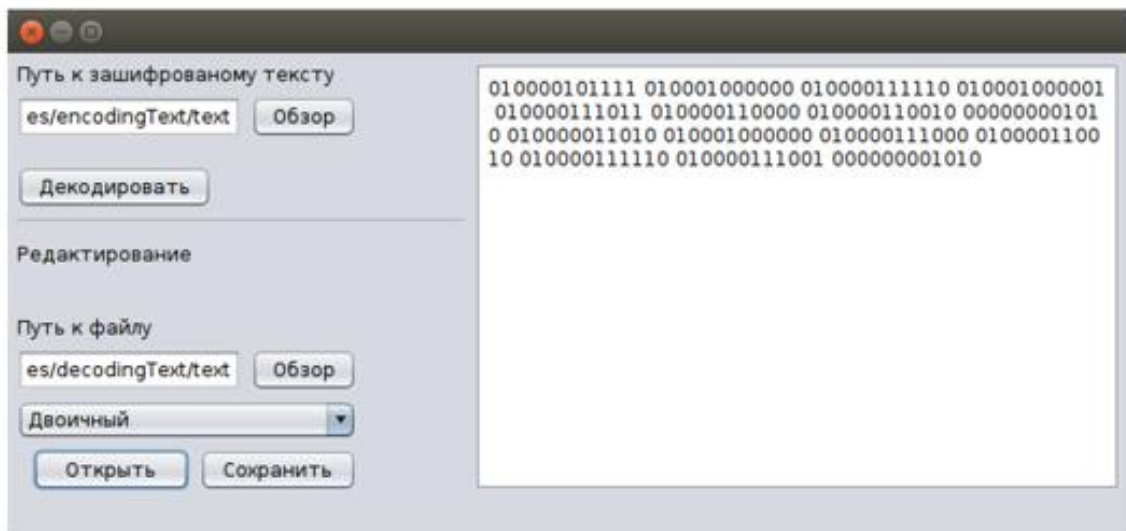 Путь к зашифрованому тексту
es/encodingText/text
Обзор
Декодировать
Редактирование
Путь к файлу
es/decodingText/text
Обзор
Двоичный
Открыть
Сохранить
010000101111 010001000000 010000111110 010001000001
010000111011 010000110000 010000110010 00000000101
0 010000011010 010001000000 010000111000 0100001100
10 010000111110 010000111001 000000001010